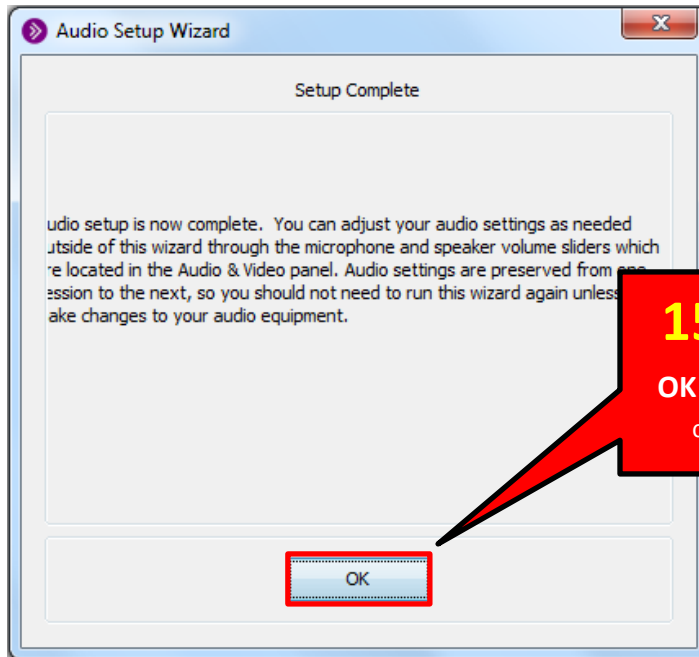 Audio Setup Wizard
Setup Complete
udio setup is now complete. You can adjust your audio settings as needed
utside of this wizard through the microphone and speaker volume sliders which
re located in the Audio & Video panel. Audio settings are preserved from one
ession to the next, so you should not need to run this wizard again unless
ake changes to your audio equipment.
15
OK
OK